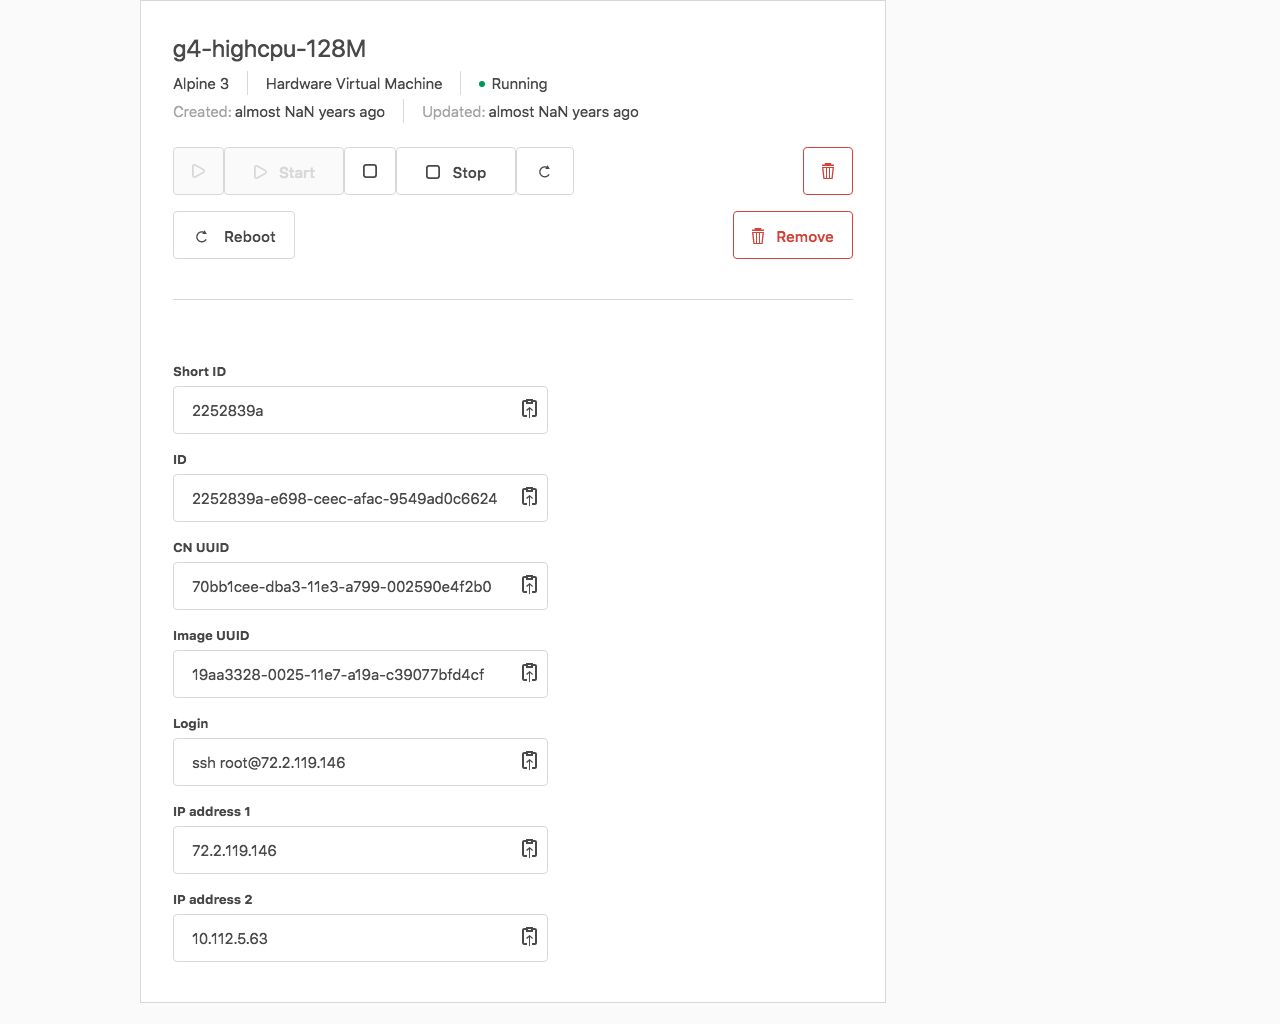 g4-highcpu-128M
Alpine 3 Hardware Virtual Machine Running
Created: almost NaN years ago Updated: almost NaN years ago
Start Stop
Reboot Remove
Short ID
2252839a
ID
2252839a-e698-ceec-afac-9549ad0c6624
CN UUID
70bb1cee-dba3-11e3-a799-002590e4f2b0
Image UUID
19aa3328-0025-11e7-a19a-c39077bfd4cf
Login
ssh root@72.2.119.146
IP address 1
72.2.119.146
IP address 2
10.112.5.63